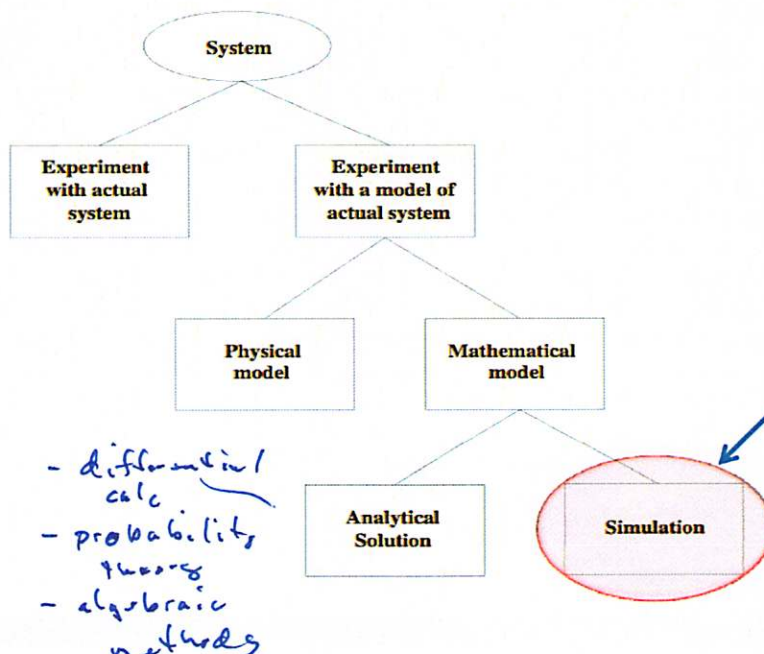 System
Experiment
with actual
system
Experiment
with a model of
actual system
Physical
model
Mathematical
model
Analytical
Solution
Simulation
- differential
calc
- probability
theory
- algebraic
methods